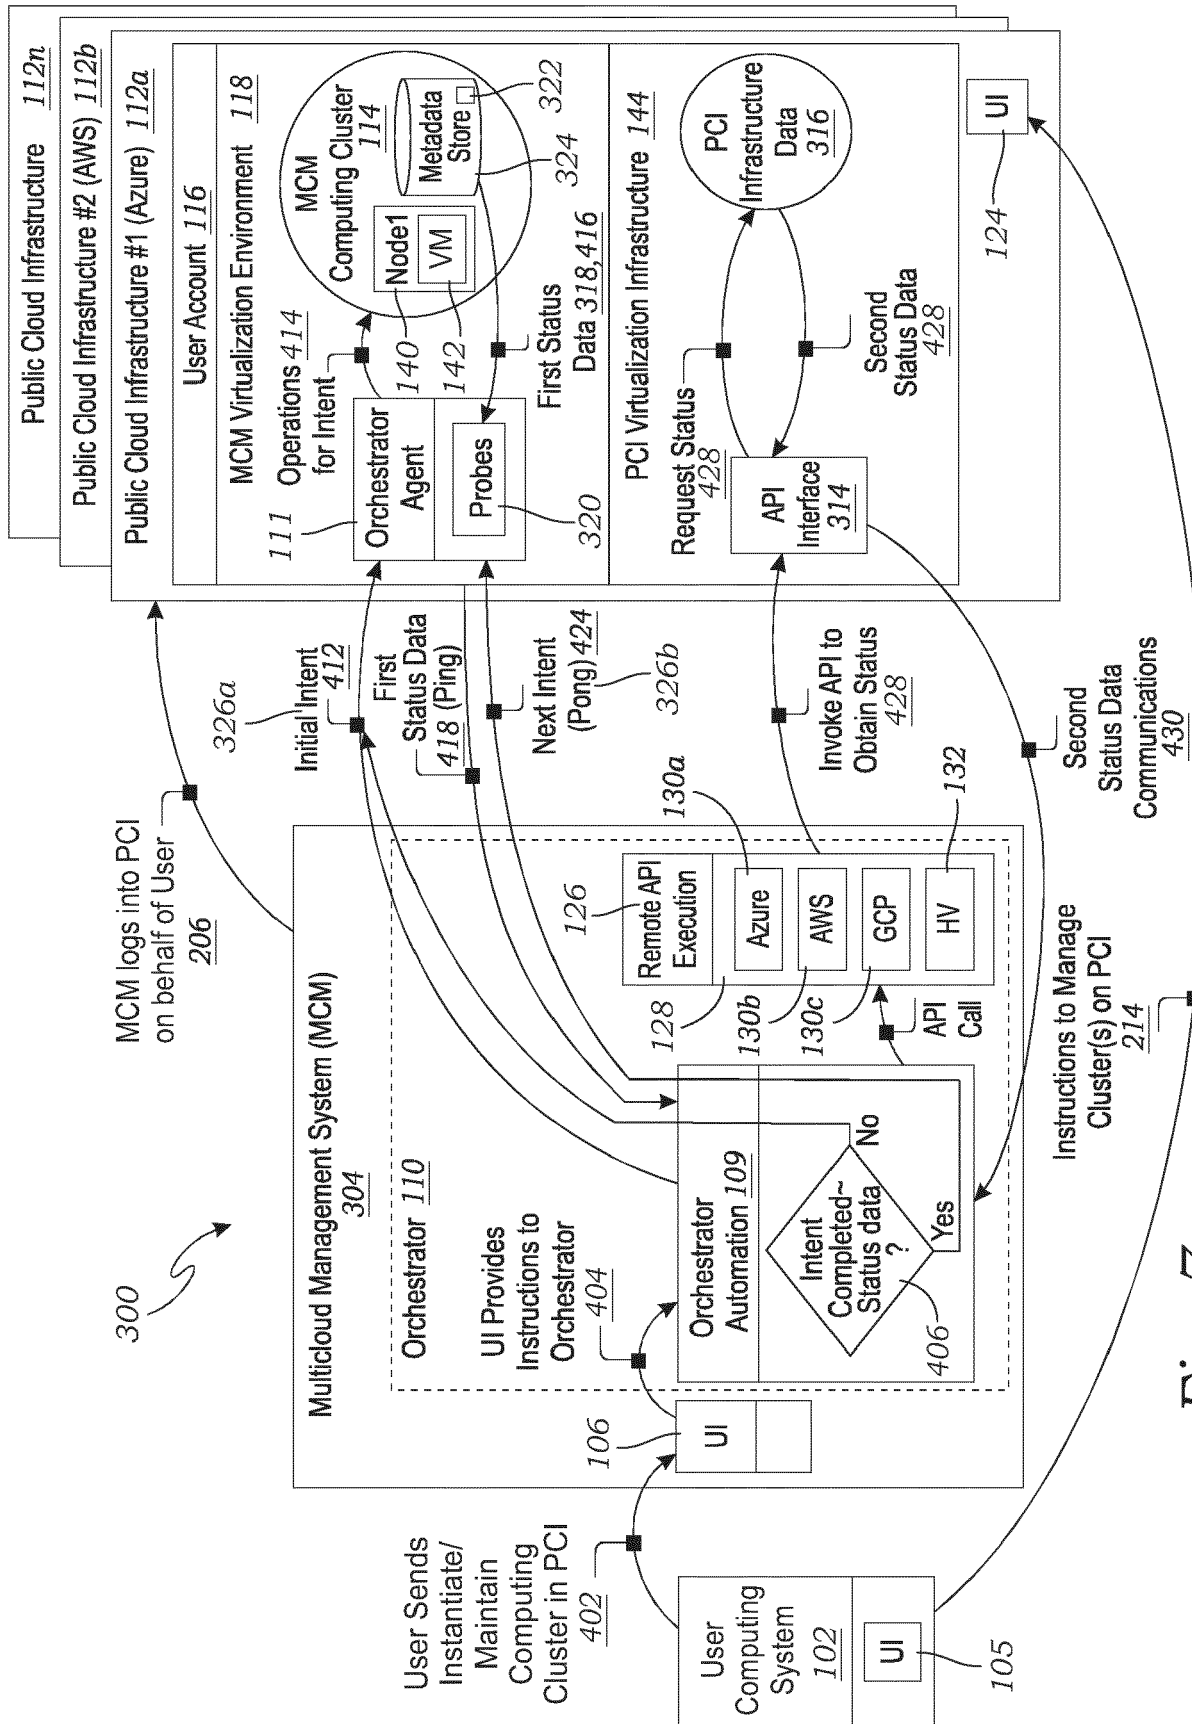 300
User Sends
Instantiate/
Maintain
Computing
Cluster in PCI
402
User
Computing
System
102
UI
105
Multicloud Management System (MCM)
304
106
UI
Orchestrator 110
UI Provides
Instructions to
Orchestrator
404
Orchestrator
Automation 109
Intent
Completed~
Status data
?
No
Yes
406
API
Call
128
126
Remote API
Execution
130a
Azure
130b
AWS
130c
GCP
132
HV
MCM logs into PCI
on behalf of User
206
326a
Initial Intent
412
First
Status Data
418 (Ping)
Next Intent
(Pong) 424
326b
Invoke API to
Obtain Status
428
Second
Status Data
Communications
430
Instructions to Manage
Cluster(s) on PCI
214
Public Cloud Infrastructure 112n
Public Cloud Infrastructure #2 (AWS) 112b
Public Cloud Infrastructure #1 (Azure) 112a
User Account 116
MCM Virtualization Environment 118
111
Orchestrator
Agent
Probes
320
Operations 414
for Intent
140
142
MCM
Computing Cluster
114
Node1
VM
Metadata
Store
322
324
First Status
Data 318,416
PCI Virtualization Infrastructure 144
API
Interface
314
Request Status
428
Second
Status Data
428
PCI
Infrastructure
Data
316
UI
124